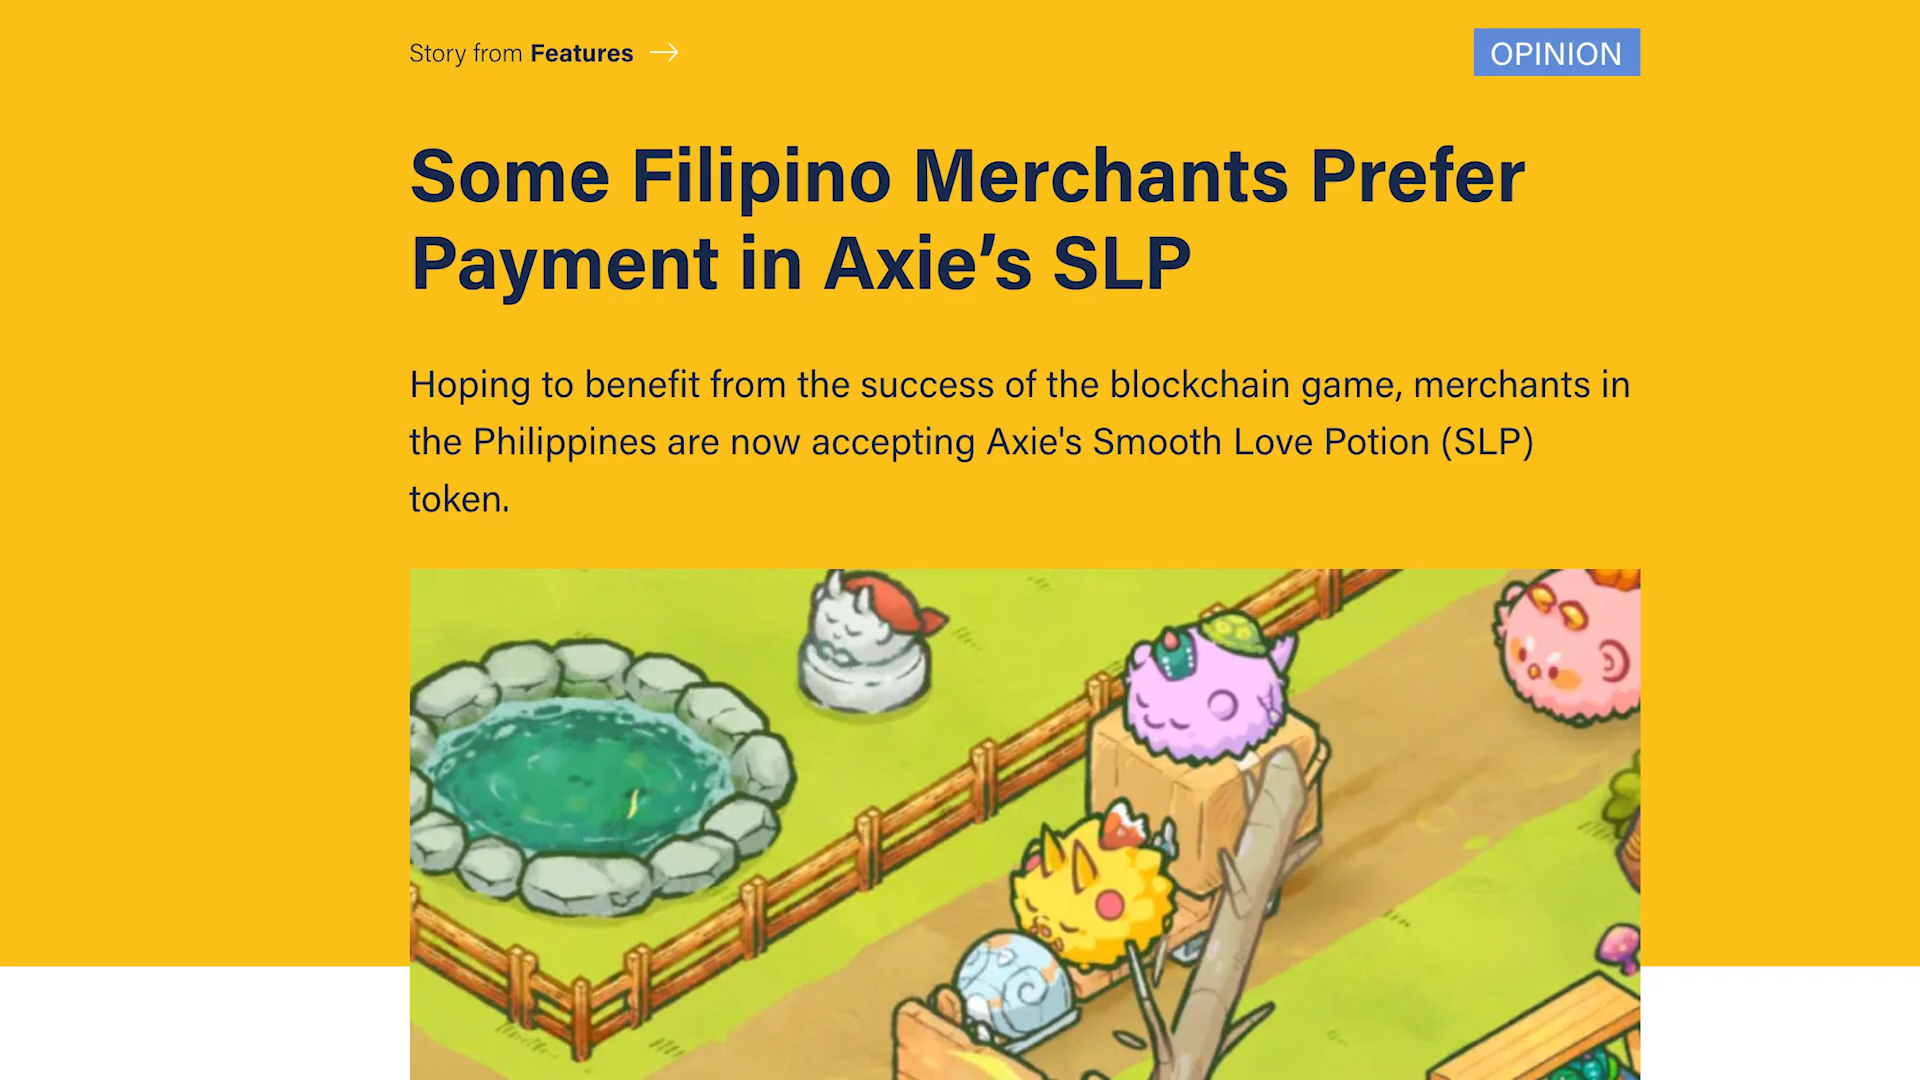 Story from Features
OPINION
Some Filipino Merchants Prefer
Payment in Axie’s SLP
Hoping to benefit from the success of the blockchain game, merchants in
the Philippines are now accepting Axie's Smooth Love Potion (SLP)
token.